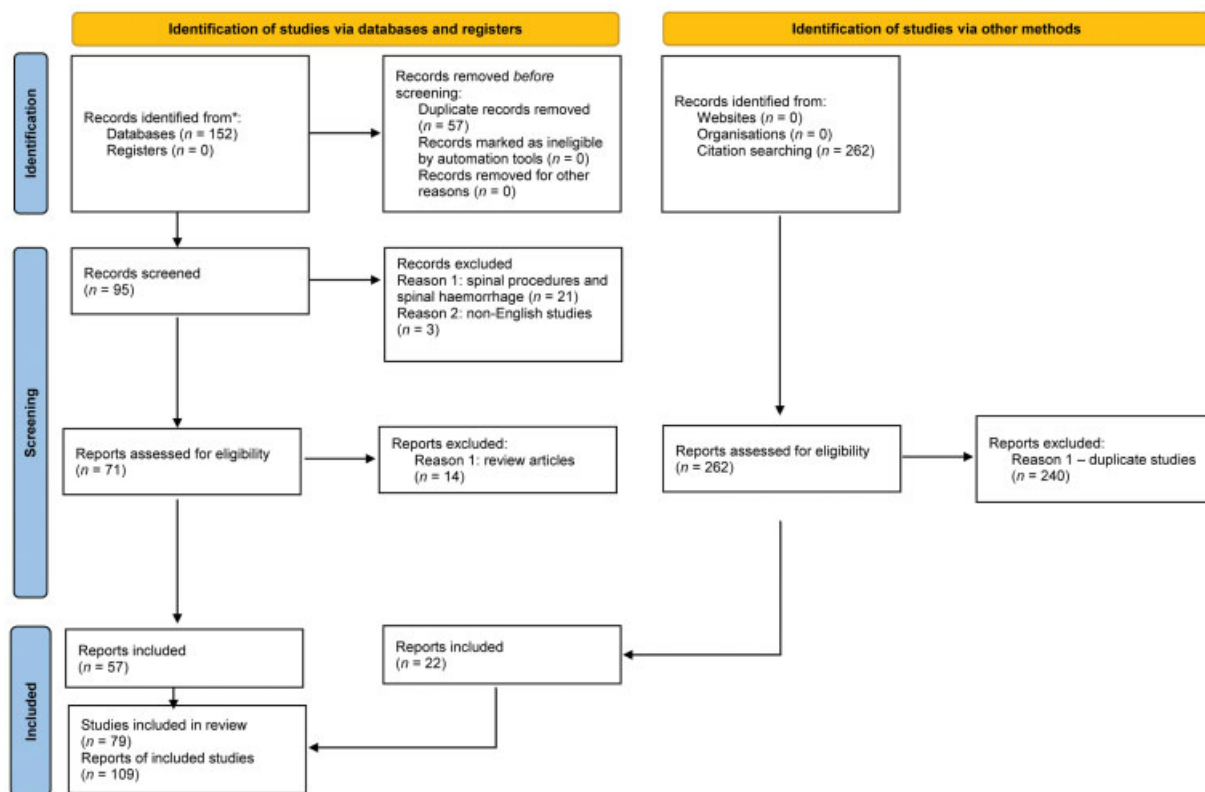 Identification of studies via databases and registers
Identification of studies via other methods
Identification
Records identified from*:
Databases (n = 152)
Registers (n = 0)
Records removed before
screening:
Duplicate records removed
(n = 57)
Records marked as ineligible
by automation tools (n = 0)
Records removed for other
reasons (n = 0)
Records identified from:
Websites (n = 0)
Organisations (n = 0)
Citation searching (n = 262)
Screening
Records screened
(n = 95)
Records excluded
Reason 1: spinal procedures and
spinal haemorrhage (n = 21)
Reason 2: non-English studies
(n = 3)
Reports assessed for eligibility
(n = 71)
Reports excluded:
Reason 1: review articles
(n = 14)
Reports assessed for eligibility
(n = 262)
Reports excluded:
Reason 1 – duplicate studies
(n = 240)
Included
Reports included
(n = 57)
Reports included
(n = 22)
Studies included in review
(n = 79)
Reports of included studies
(n = 109)